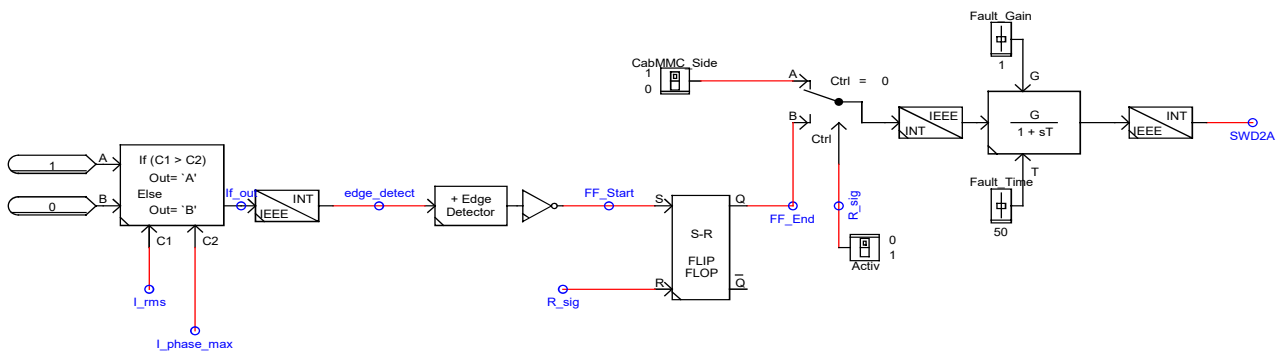 Fault_Gain
1
G
CabMMC_Side
1
0
A
Ctrl = 0
B
Ctrl
IEEE
INT
G
1 + sT
INT
IEEE
SWD2A
T
Fault_Time
50
1
A
0
B
If (C1 > C2)
Out= `A'
Else
Out= `B'
C1
C2
If_out
INT
IEEE
edge_detect
+ Edge
Detector
FF_Start
S
Q
S-R
FLIP
FLOP
R
Q
FF_End
R_sig
0
1
Activ
R_sig
I_rms
I_phase_max